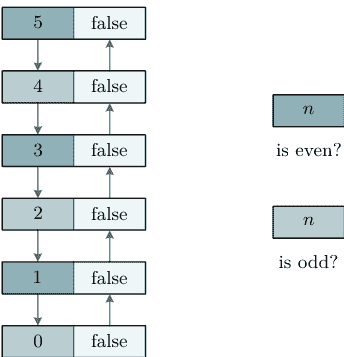 5 false
4 false
3 false
2 false
1 false
0 false
n
is even?
n
is odd?